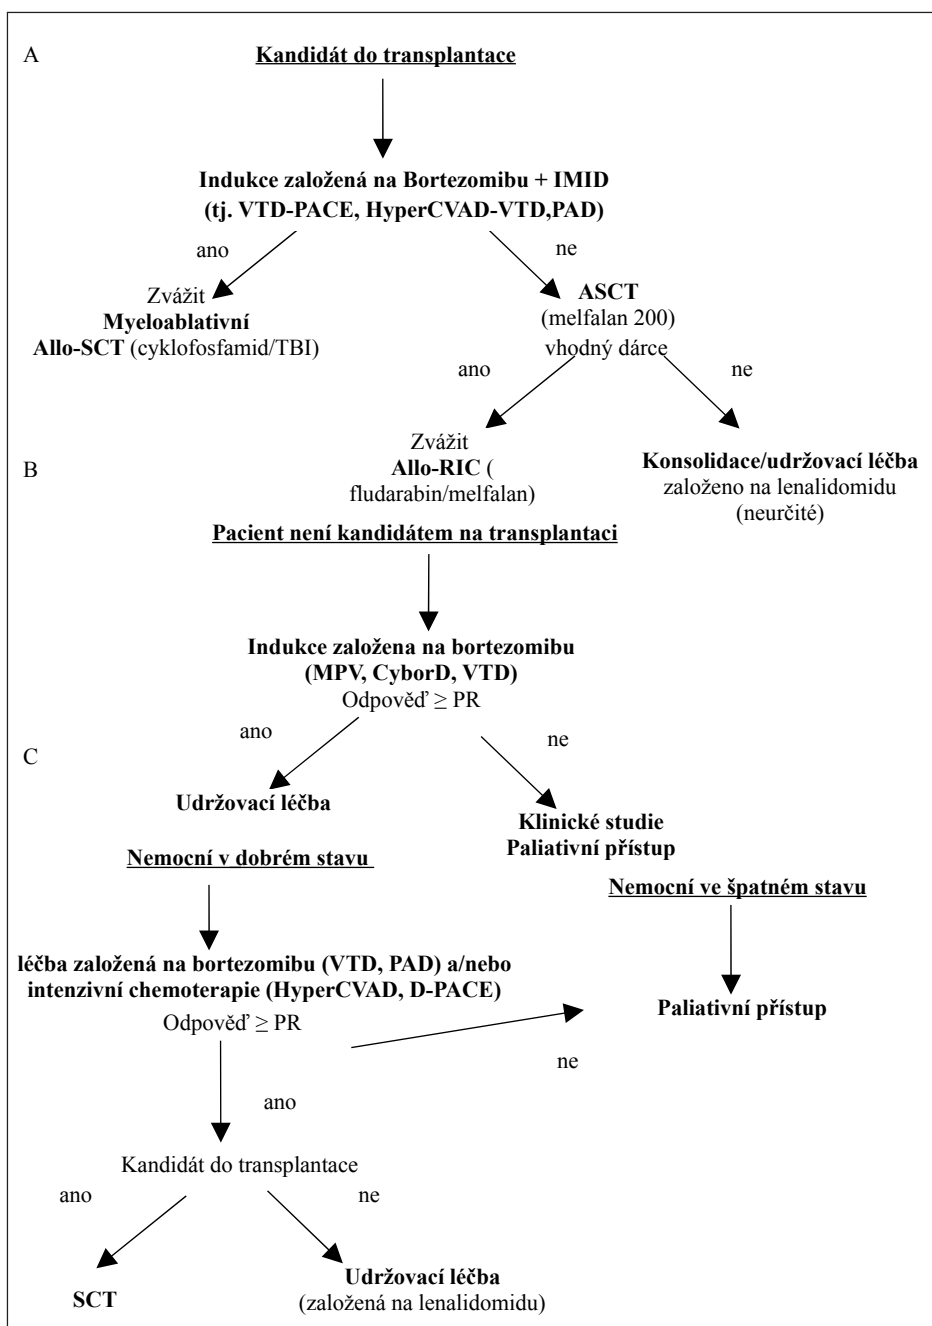 A
Kandidát do transplantace
Indukce založená na Bortezomibu + IMID
(tj. VTD-PACE, HyperCVAD-VTD,PAD)
ano
ne
Zvážit
Myeloablativní
Allo-SCT (cyklofosfamid/TBI)
ASCT
(melfalan 200)
vhodný dárce
ano
ne
Zvážit
Allo-RIC (
fludarabin/melfalan)
Konsolidace/udržovací léčba
založeno na lenalidomidu
(neurčité)
B
Pacient není kandidátem na transplantaci
Indukce založena na bortezomibu
(MPV, CyborD, VTD)
Odpověď ≥ PR
ano
ne
C
Udržovací léčba
Klinické studie
Paliativní přístup
Nemocní v dobrém stavu
Nemocní ve špatném stavu
léčba založená na bortezomibu (VTD, PAD) a/nebo
intenzivní chemoterapie (HyperCVAD, D-PACE)
Odpověď ≥ PR
Paliativní přístup
ne
ano
Kandidát do transplantace
ano
ne
SCT
Udržovací léčba
(založená na lenalidomidu)